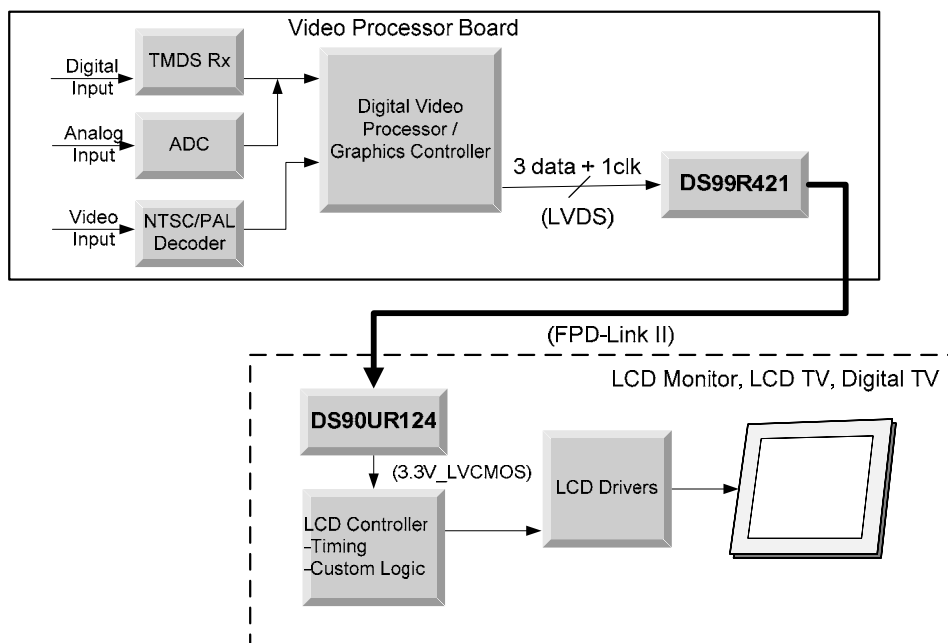 Video Processor Board
Digital
Input
TMDS Rx
Analog
Input
ADC
Video
Input
NTSC/PAL
Decoder
Digital Video
Processor /
Graphics Controller
3 data + 1clk
(LVDS)
DS99R421
(FPD-Link II)
LCD Monitor, LCD TV, Digital TV
DS90UR124
(3.3V_LVCMOS)
LCD Controller
-Timing
-Custom Logic
LCD Drivers